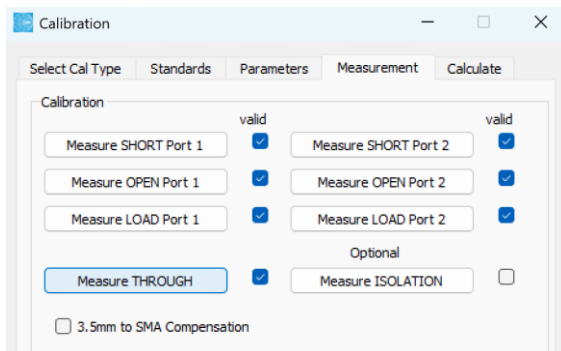 Calibration
Select Cal Type Standards Parameters Measurement Calculate
Calibration
valid valid
Measure SHORT Port 1 Measure SHORT Port 2
Measure OPEN Port 1 Measure OPEN Port 2
Measure LOAD Port 1 Measure LOAD Port 2
Optional
Measure THROUGH Measure ISOLATION
3.5mm to SMA Compensation